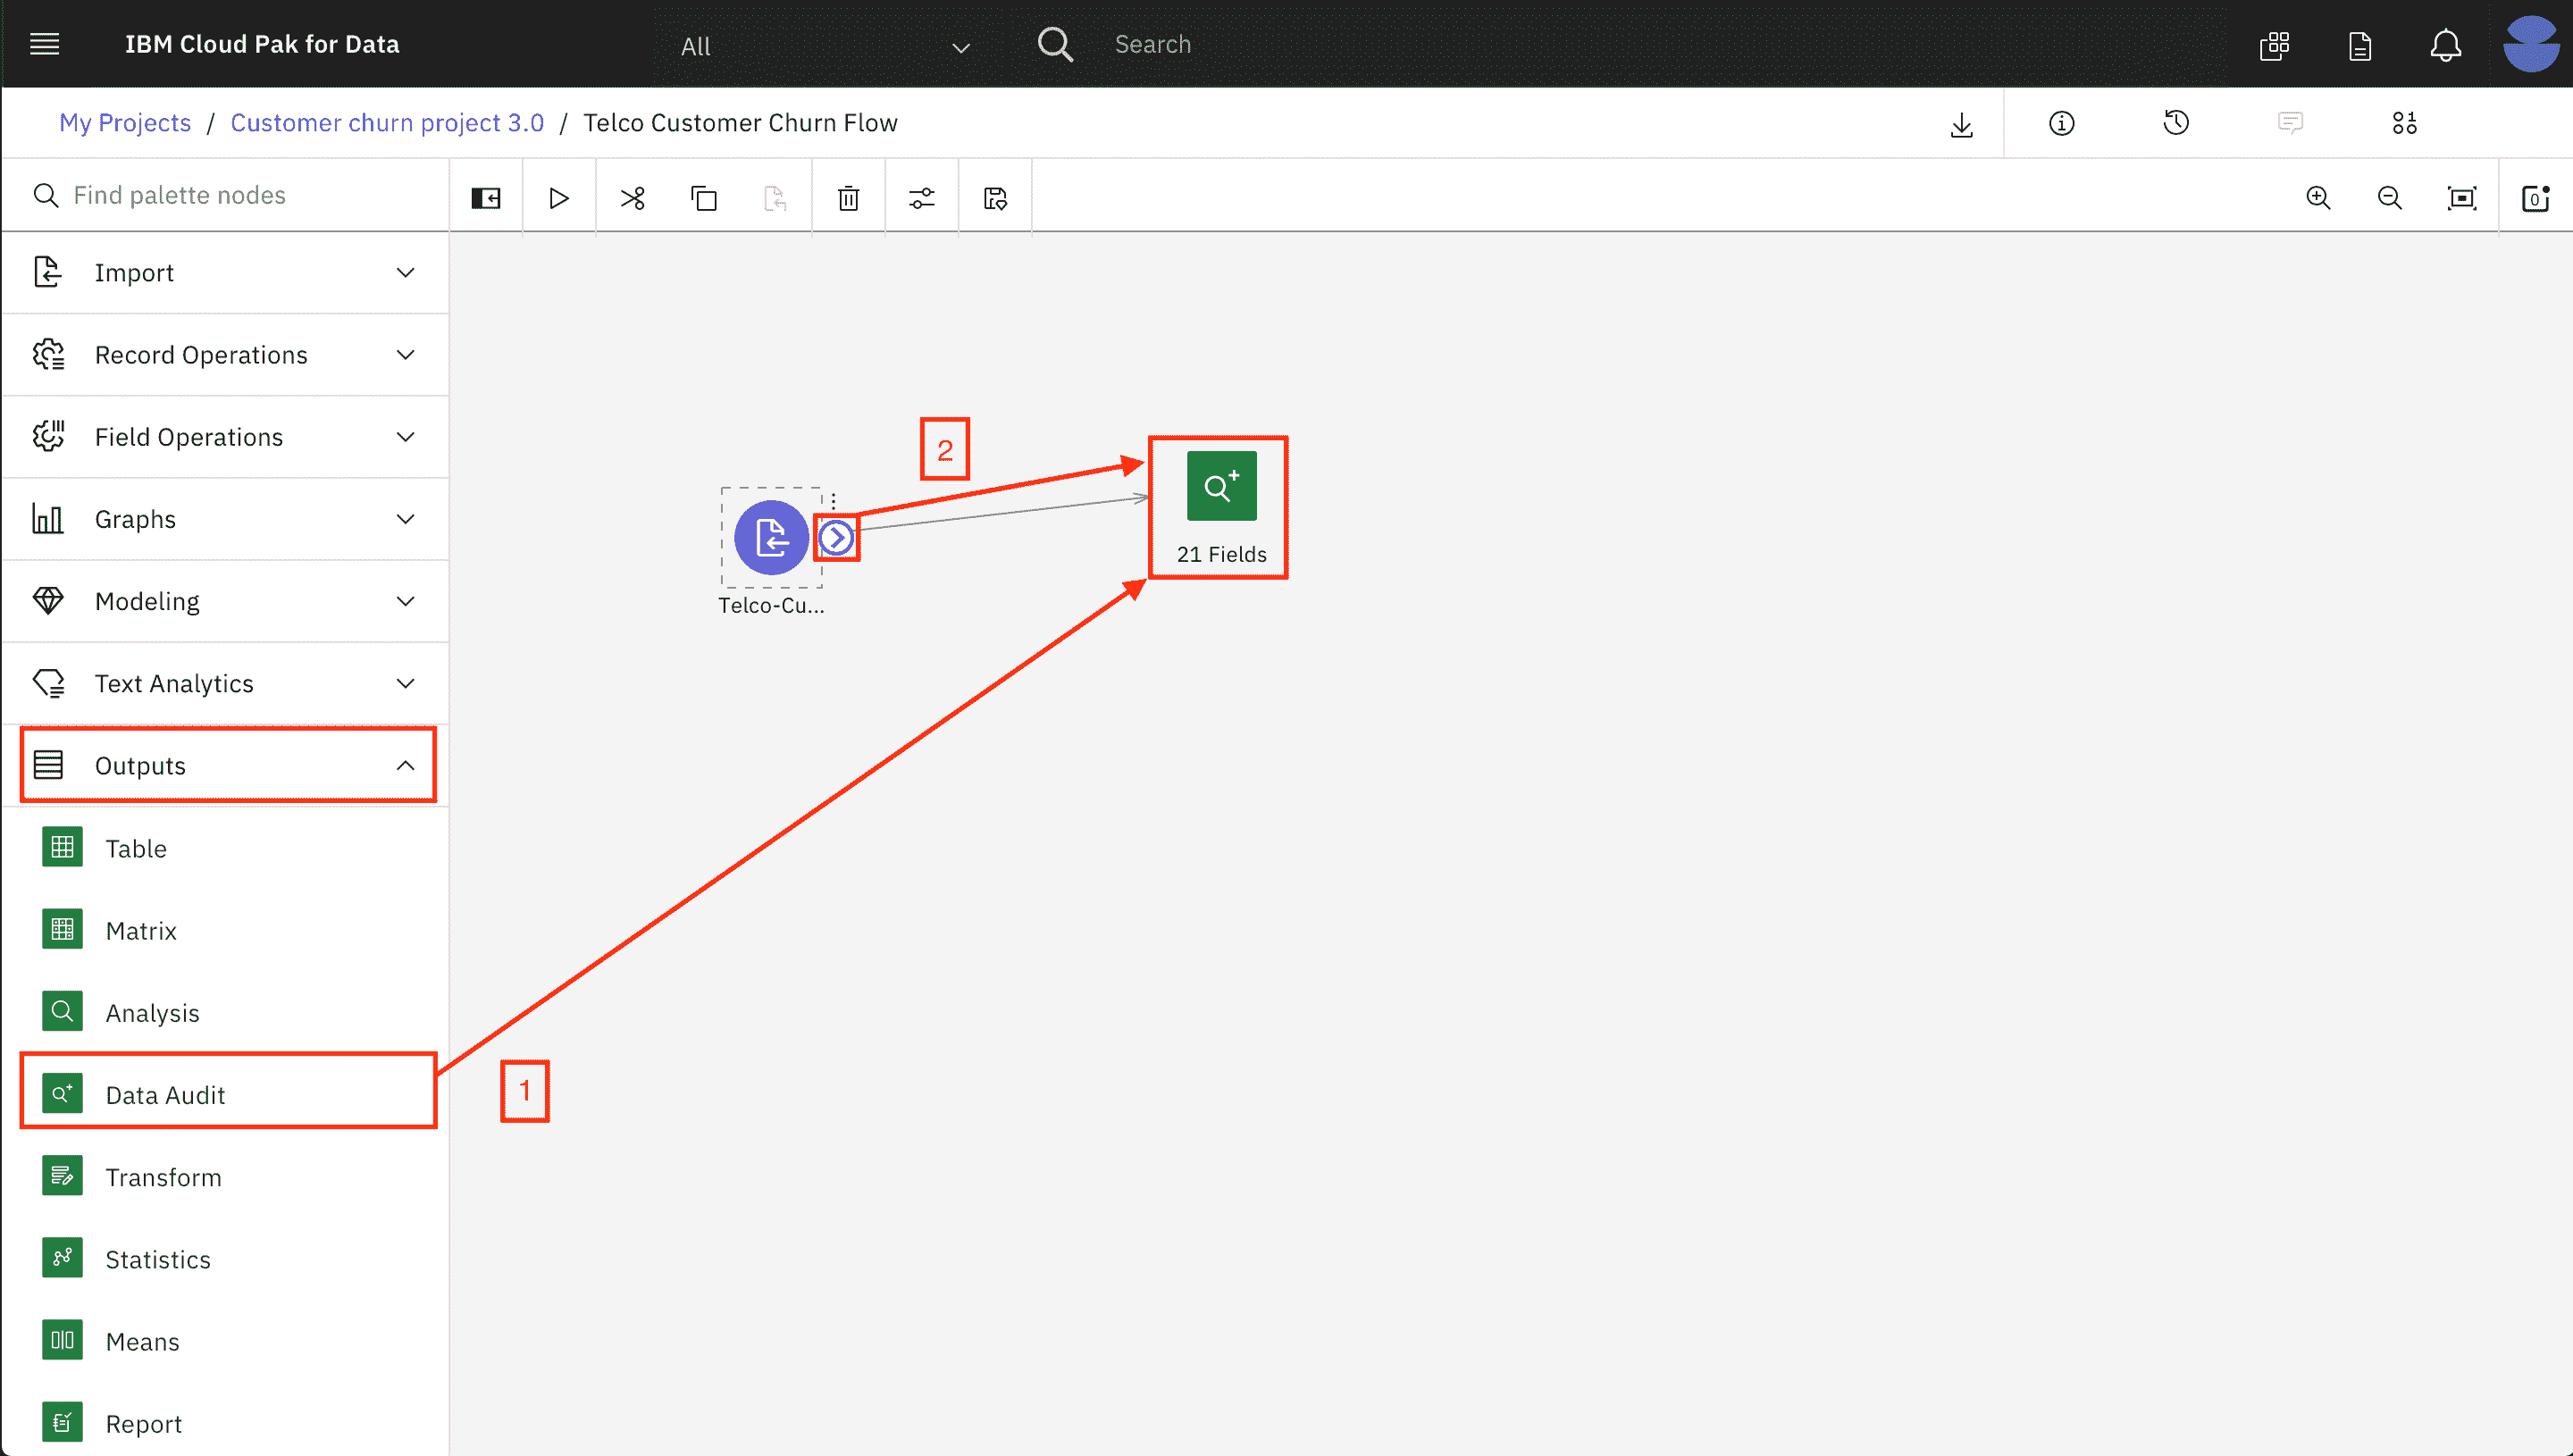 IBM Cloud Pak for Data
All
Search
My Projects / Customer churn project 3.0 / Telco Customer Churn Flow
Find palette nodes
0
Import
Record Operations
Field Operations
Graphs
Modeling
Text Analytics
Outputs
Table
Matrix
Analysis
Data Audit
Transform
Statistics
Means
Report
2
21 Fields
Telco-Cu...
1